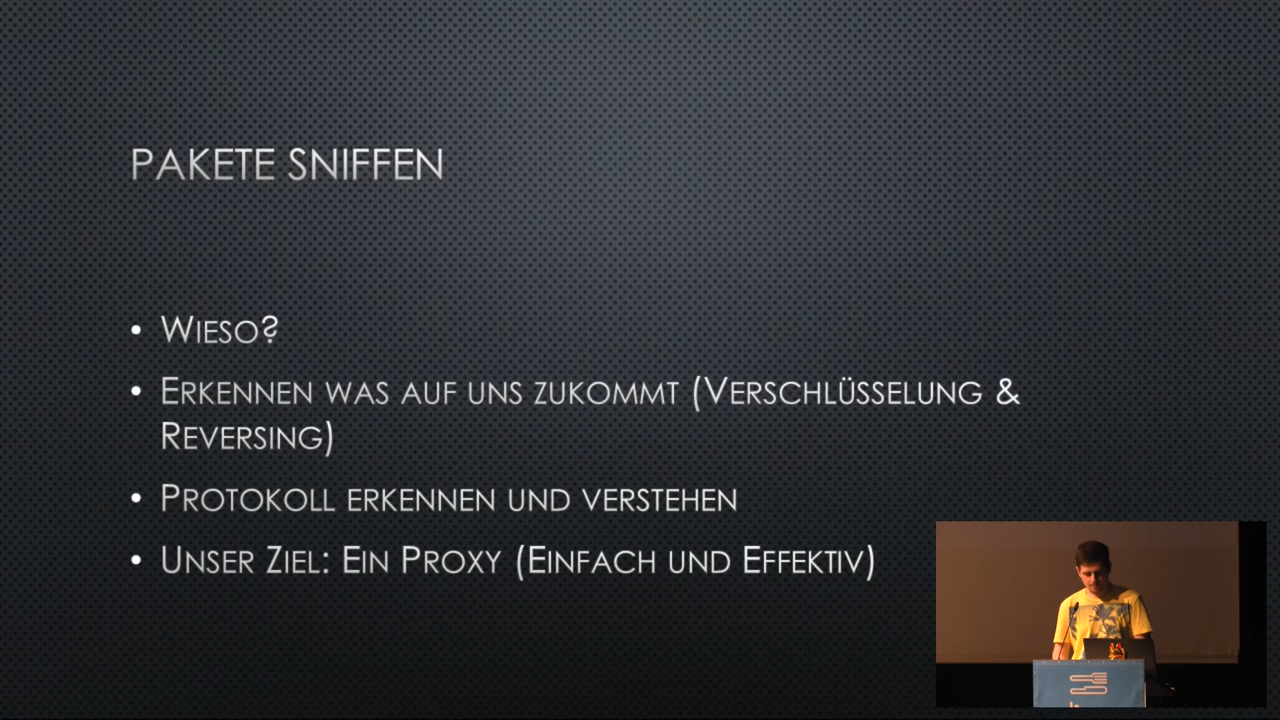 PAKETE SNIFFEN
• WIESO?
• ERKENNEN WAS AUF UNS ZUKOMMT (VERSCHLÜSSELUNG &
REVERSING)
• PROTOKOLL ERKENNEN UND VERSTEHEN
• UNSER ZIEL: EIN PROXY (EINFACH UND EFFEKTIV)